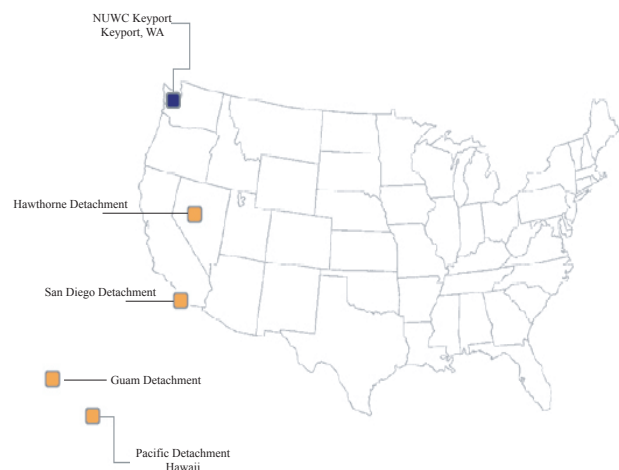 NUWC Keyport
Keyport, WA
Hawthorne Detachment
San Diego Detachment
Guam Detachment
Pacific Detachment
Hawaii